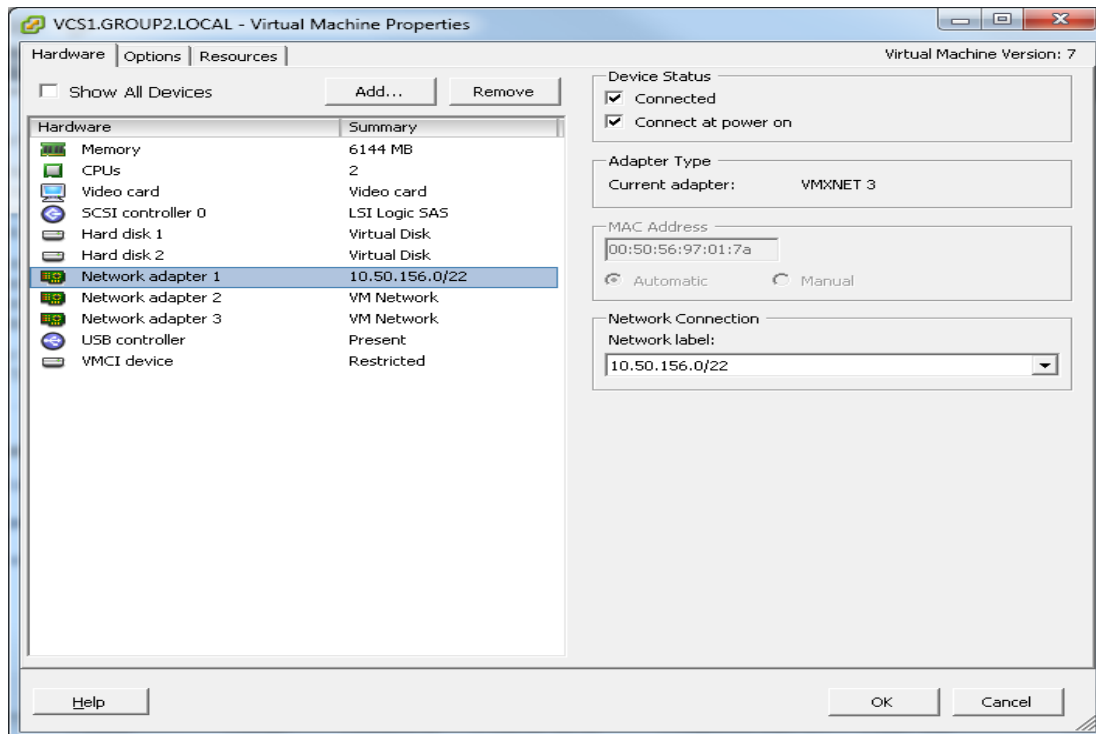 VCS1.GROUP2.LOCAL - Virtual Machine Properties
Hardware Options Resources Virtual Machine Version: 7
Show All Devices Add... Remove
Hardware Summary
Memory 6144 MB
CPUs 2
Video card Video card
SCSI controller 0 LSI Logic SAS
Hard disk 1 Virtual Disk
Hard disk 2 Virtual Disk
Network adapter 1 10.50.156.0/22
Network adapter 2 VM Network
Network adapter 3 VM Network
USB controller Present
VMCI device Restricted
Device Status
Connected
Connect at power on
Adapter Type
Current adapter: VMXNET 3
MAC Address
00:50:56:97:01:7a
Automatic Manual
Network Connection
Network label:
10.50.156.0/22
Help OK Cancel